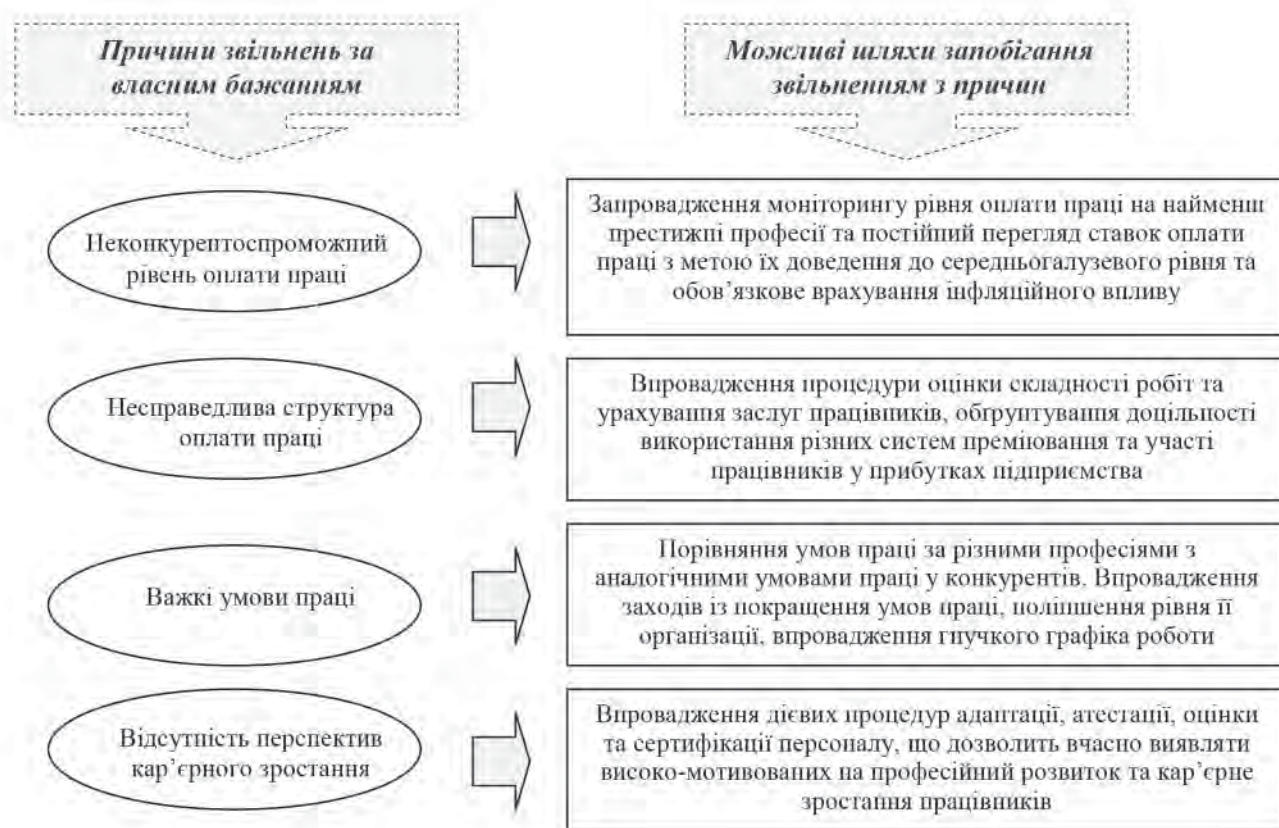 Причини звільнень за
власним бажанням
Можливі шляхи запобігання
звільненням з причин
Неконкурентоспроможний
рівень оплати праці
Запровадження моніторингу рівня оплати праці на найменш
престижні професії та постійний перегляд ставок оплати
праці з метою їх доведення до середньогалузевого рівня та
обов’язкове врахування інфляційного впливу
Несправедлива структура
оплати праці
Впровадження процедури оцінки складності робіт та
урахування заслуг працівників, обґрунтування доцільності
використання різних систем преміювання та участі
працівників у прибутках підприємства
Важкі умови праці
Порівняння умов праці за різними професіями з
аналогічними умовами праці у конкурентів. Впровадження
заходів із покращення умов праці, поліпшення рівня її
організації, впровадження гнучкого графіка роботи
Відсутність перспектив
кар’єрного зростання
Впровадження дієвих процедур адаптації, атестації, оцінки
та сертифікації персоналу, що дозволить вчасно виявляти
високо-мотивованих на професійний розвиток та кар’єрне
зростання працівників